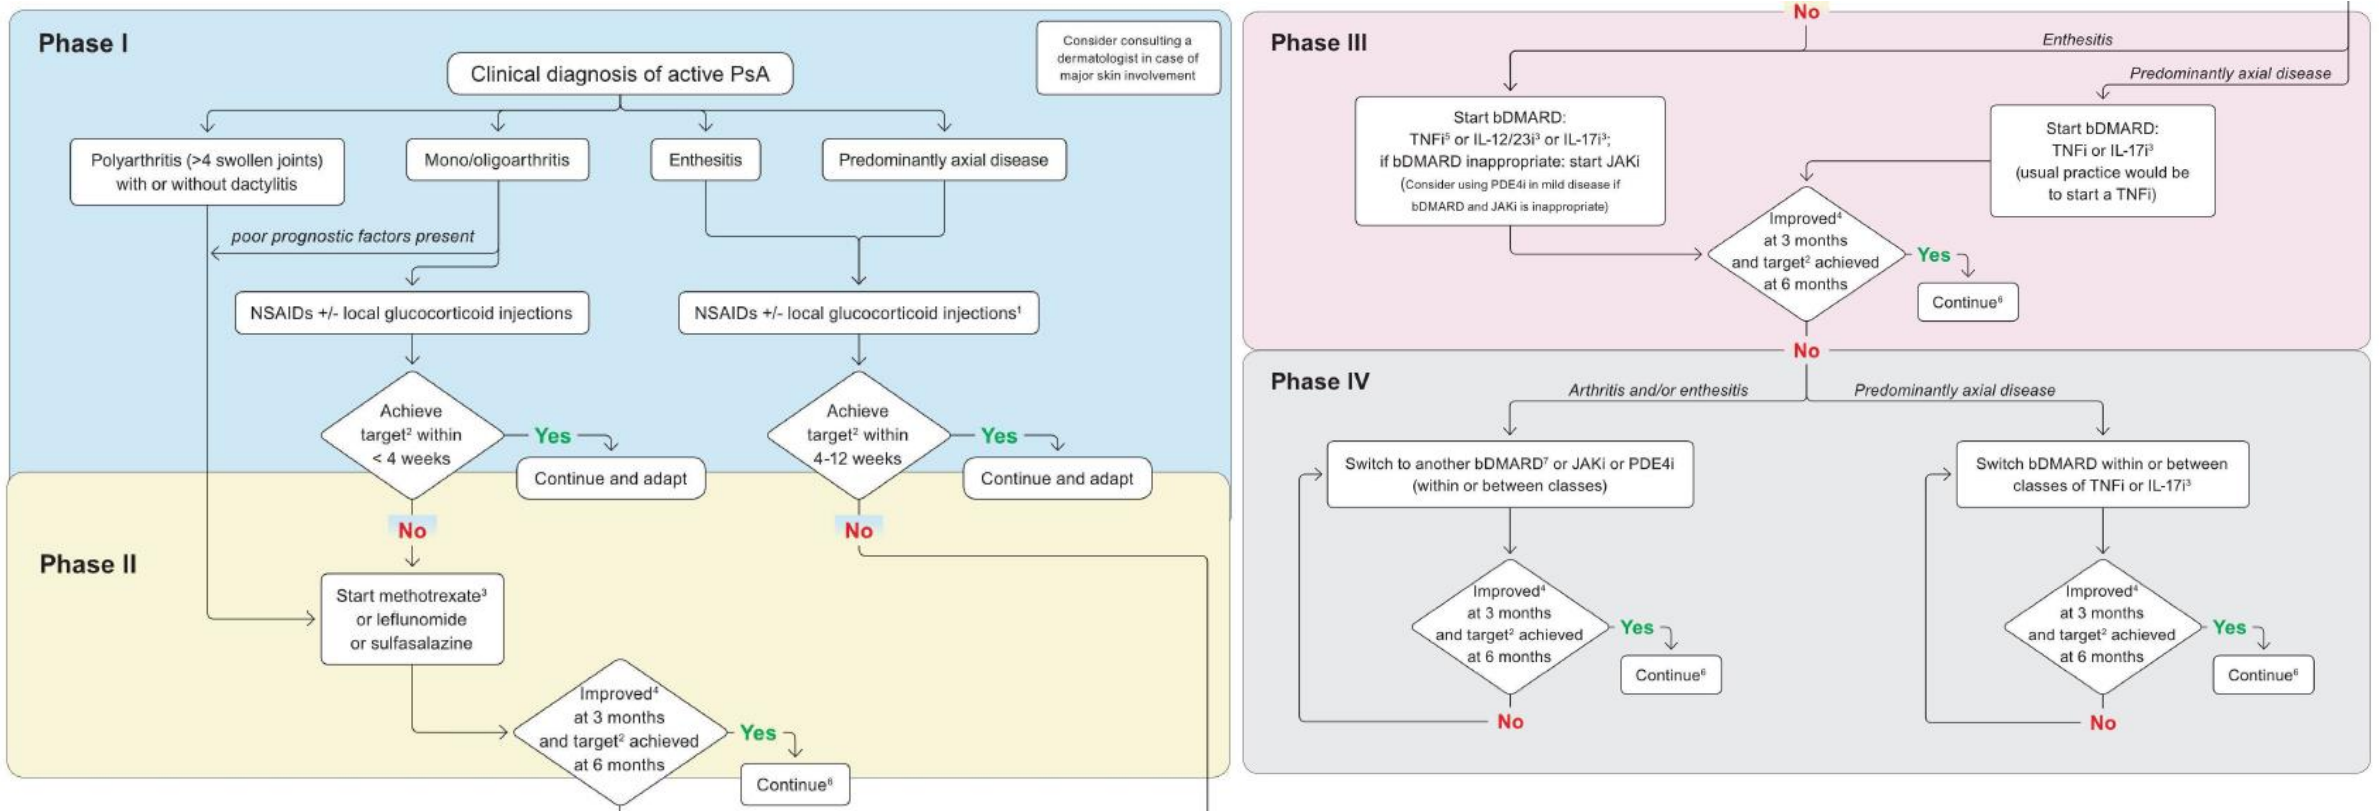 Phase I
Consider consulting a
dermatologist in case of
major skin involvement
Clinical diagnosis of active PsA
Polyarthritis (>4 swollen joints)
with or without dactylitis
Mono/oligoarthritis
Enthesitis
Predominantly axial disease
poor prognostic factors present
NSAIDs +/- local glucocorticoid injections
NSAIDs +/- local glucocorticoid injections¹
Achieve
target² within
< 4 weeks
Yes
Continue and adapt
Achieve
target² within
4-12 weeks
Yes
Continue and adapt
No
No
Phase II
Start methotrexate³
or leflunomide
or sulfasalazine
Improved⁴
at 3 months
and target² achieved
at 6 months
Yes
Continue⁶
No
Phase III
Enthesitis
Predominantly axial disease
Start bDMARD:
TNFi⁵ or IL-12/23i³ or IL-17i³;
if bDMARD inappropriate: start JAKi
(Consider using PDE4i in mild disease if
bDMARD and JAKi is inappropriate)
Start bDMARD:
TNFi or IL-17i³
(usual practice would be
to start a TNFi)
Improved⁴
at 3 months
and target² achieved
at 6 months
Yes
Continue⁶
No
Phase IV
Arthritis and/or enthesitis
Predominantly axial disease
Switch to another bDMARD⁷ or JAKi or PDE4i
(within or between classes)
Switch bDMARD within or between
classes of TNFi or IL-17i³
Improved⁴
at 3 months
and target² achieved
at 6 months
Yes
Continue⁶
No
Improved⁴
at 3 months
and target² achieved
at 6 months
Yes
Continue⁶
No